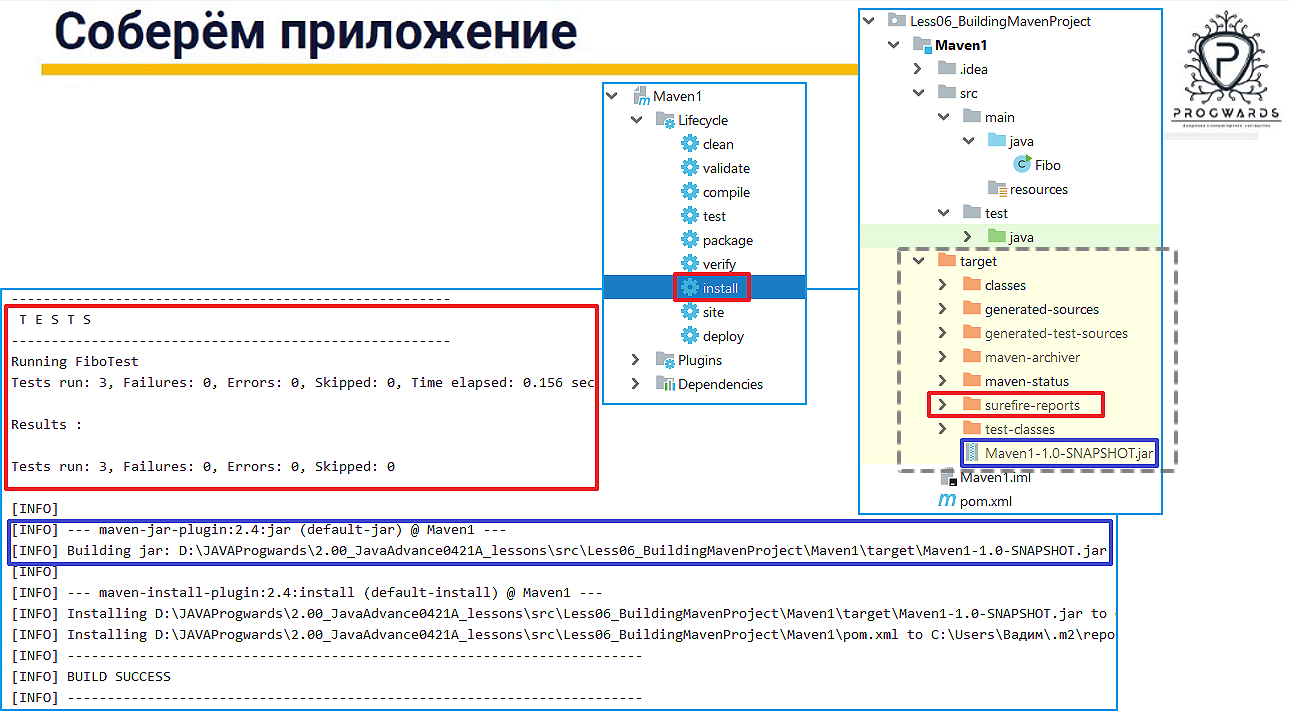 Соберём приложение
Less06_BuildingMavenProject
Maven1
.idea
src
main
java
Fibo
resources
test
java
target
classes
generated-sources
generated-test-sources
maven-archiver
maven-status
surefire-reports
test-classes
Maven1-1.0-SNAPSHOT.jar
Maven1.iml
pom.xml
PROGWARDS
Maven1
Lifecycle
clean
validate
compile
test
package
verify
install
site
deploy
Plugins
Dependencies
-----------------------------------------------------
T E S T S
-----------------------------------------------------
Running FiboTest
Tests run: 3, Failures: 0, Errors: 0, Skipped: 0, Time elapsed: 0.156 sec
Results :
Tests run: 3, Failures: 0, Errors: 0, Skipped: 0
[INFO]
[INFO] --- maven-jar-plugin:2.4:jar (default-jar) @ Maven1 ---
[INFO] Building jar: D:\JAVAProgwards\2.00_JavaAdvance0421A_lessons\src\Less06_BuildingMavenProject\Maven1\target\Maven1-1.0-SNAPSHOT.jar
[INFO]
[INFO] --- maven-install-plugin:2.4:install (default-install) @ Maven1 ---
[INFO] Installing D:\JAVAProgwards\2.00_JavaAdvance0421A_lessons\src\Less06_BuildingMavenProject\Maven1\target\Maven1-1.0-SNAPSHOT.jar to
[INFO] Installing D:\JAVAProgwards\2.00_JavaAdvance0421A_lessons\src\Less06_BuildingMavenProject\Maven1\pom.xml to C:\Users\Вадим\.m2\repo
[INFO] ------------------------------------------------------------------------
[INFO] BUILD SUCCESS
[INFO] ------------------------------------------------------------------------